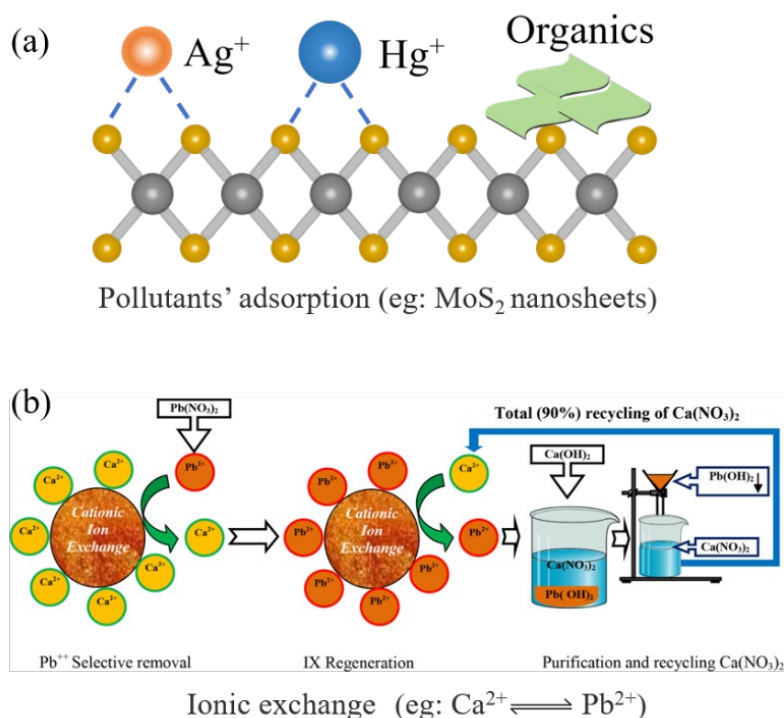 (a)
Ag⁺
Hg⁺
Organics
Pollutants’ adsorption (eg: MoS₂ nanosheets)
(b)
Pb(NO₃)₂
Total (90%) recycling of Ca(NO₃)₂
Ca²⁺
Ca²⁺
Ca²⁺
Ca²⁺
Ca²⁺
Ca²⁺
Ca²⁺
Pb²⁺
Ca²⁺
Cationic
Ion
Exchange
Pb²⁺
Pb²⁺
Pb²⁺
Pb²⁺
Pb²⁺
Pb²⁺
Pb²⁺
Ca²⁺
Pb²⁺
Cationic
Ion
Exchange
Ca(OH)₂
Ca(NO₃)₂
Pb( OH)₂
Pb(OH)₂
Ca(NO₃)₂
Pb⁺⁺ Selective removal
IX Regeneration
Purification and recycling Ca(NO₃)₂
Ionic exchange (eg: Ca²⁺ ⇌ Pb²⁺)